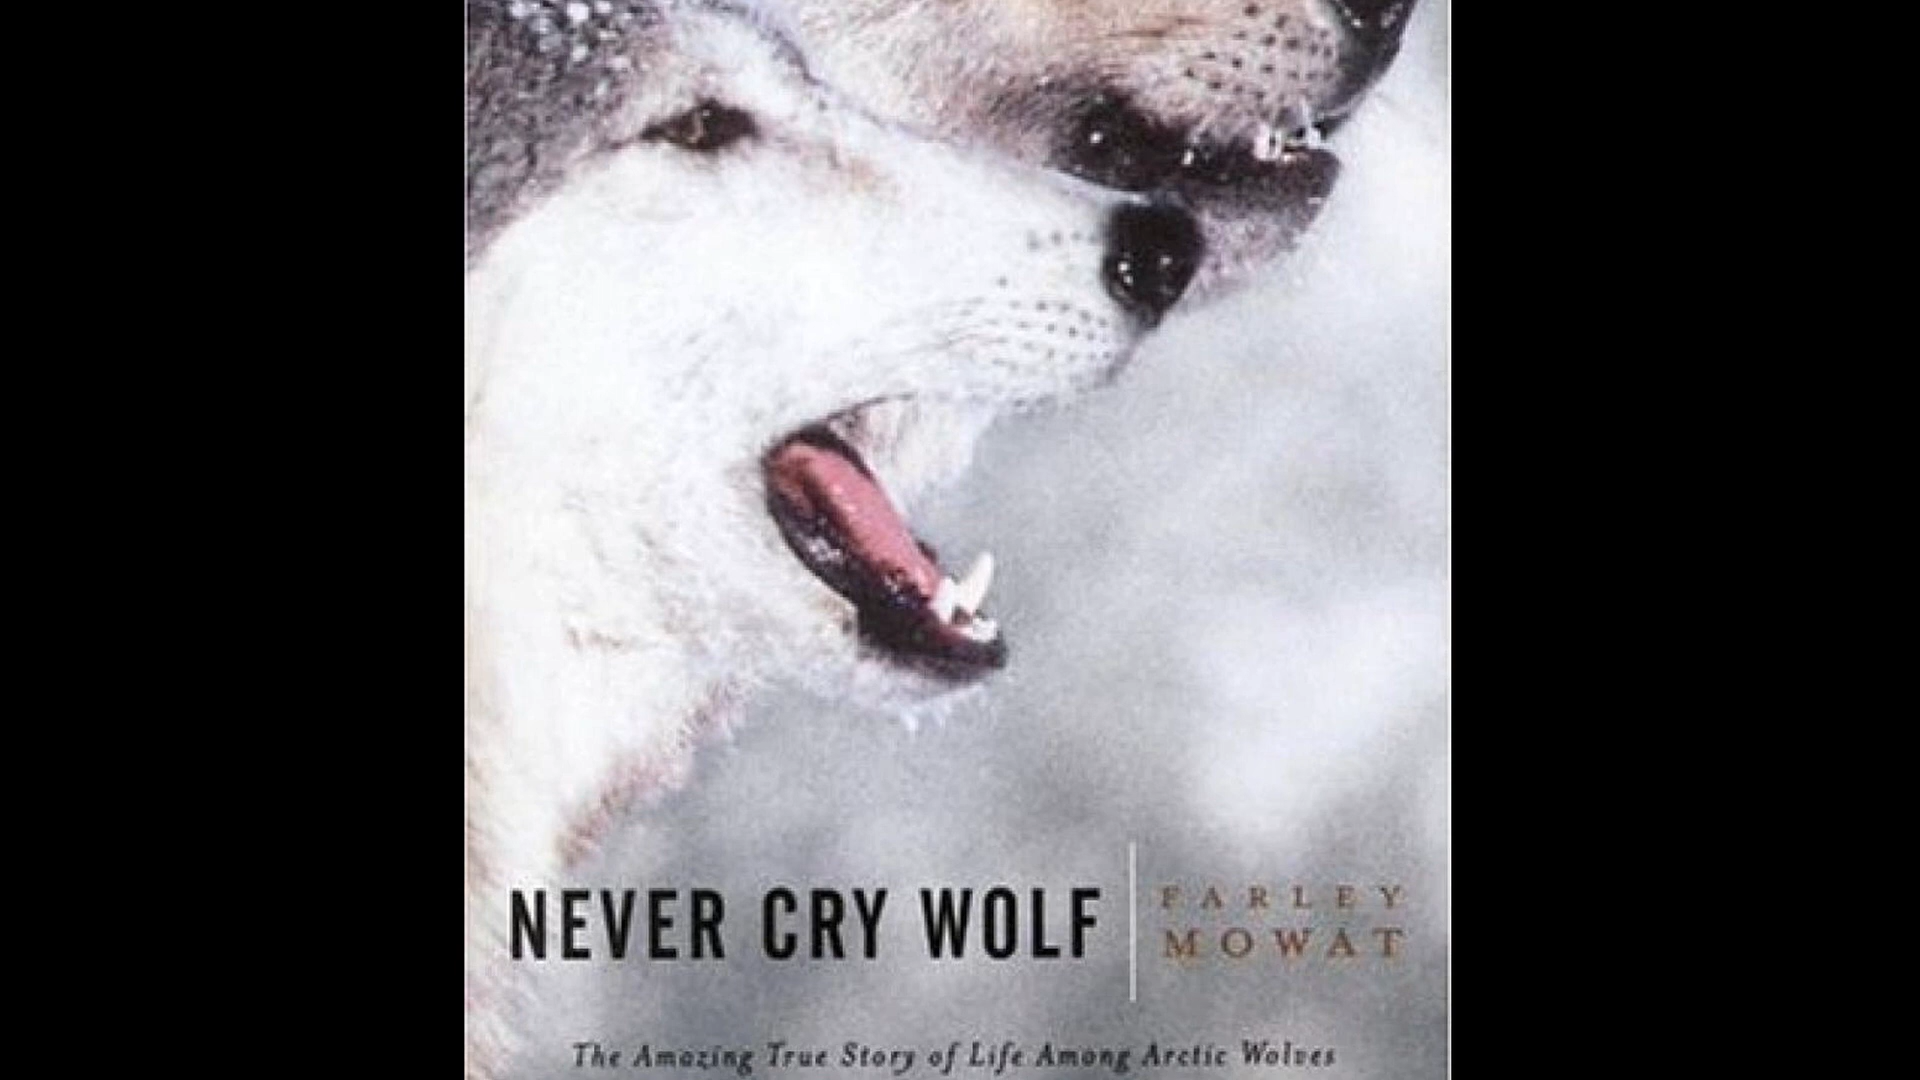 NEVER CRY WOLF
FARLEY
MOWAT
The Amazing True Story of Life Among Arctic Wolves